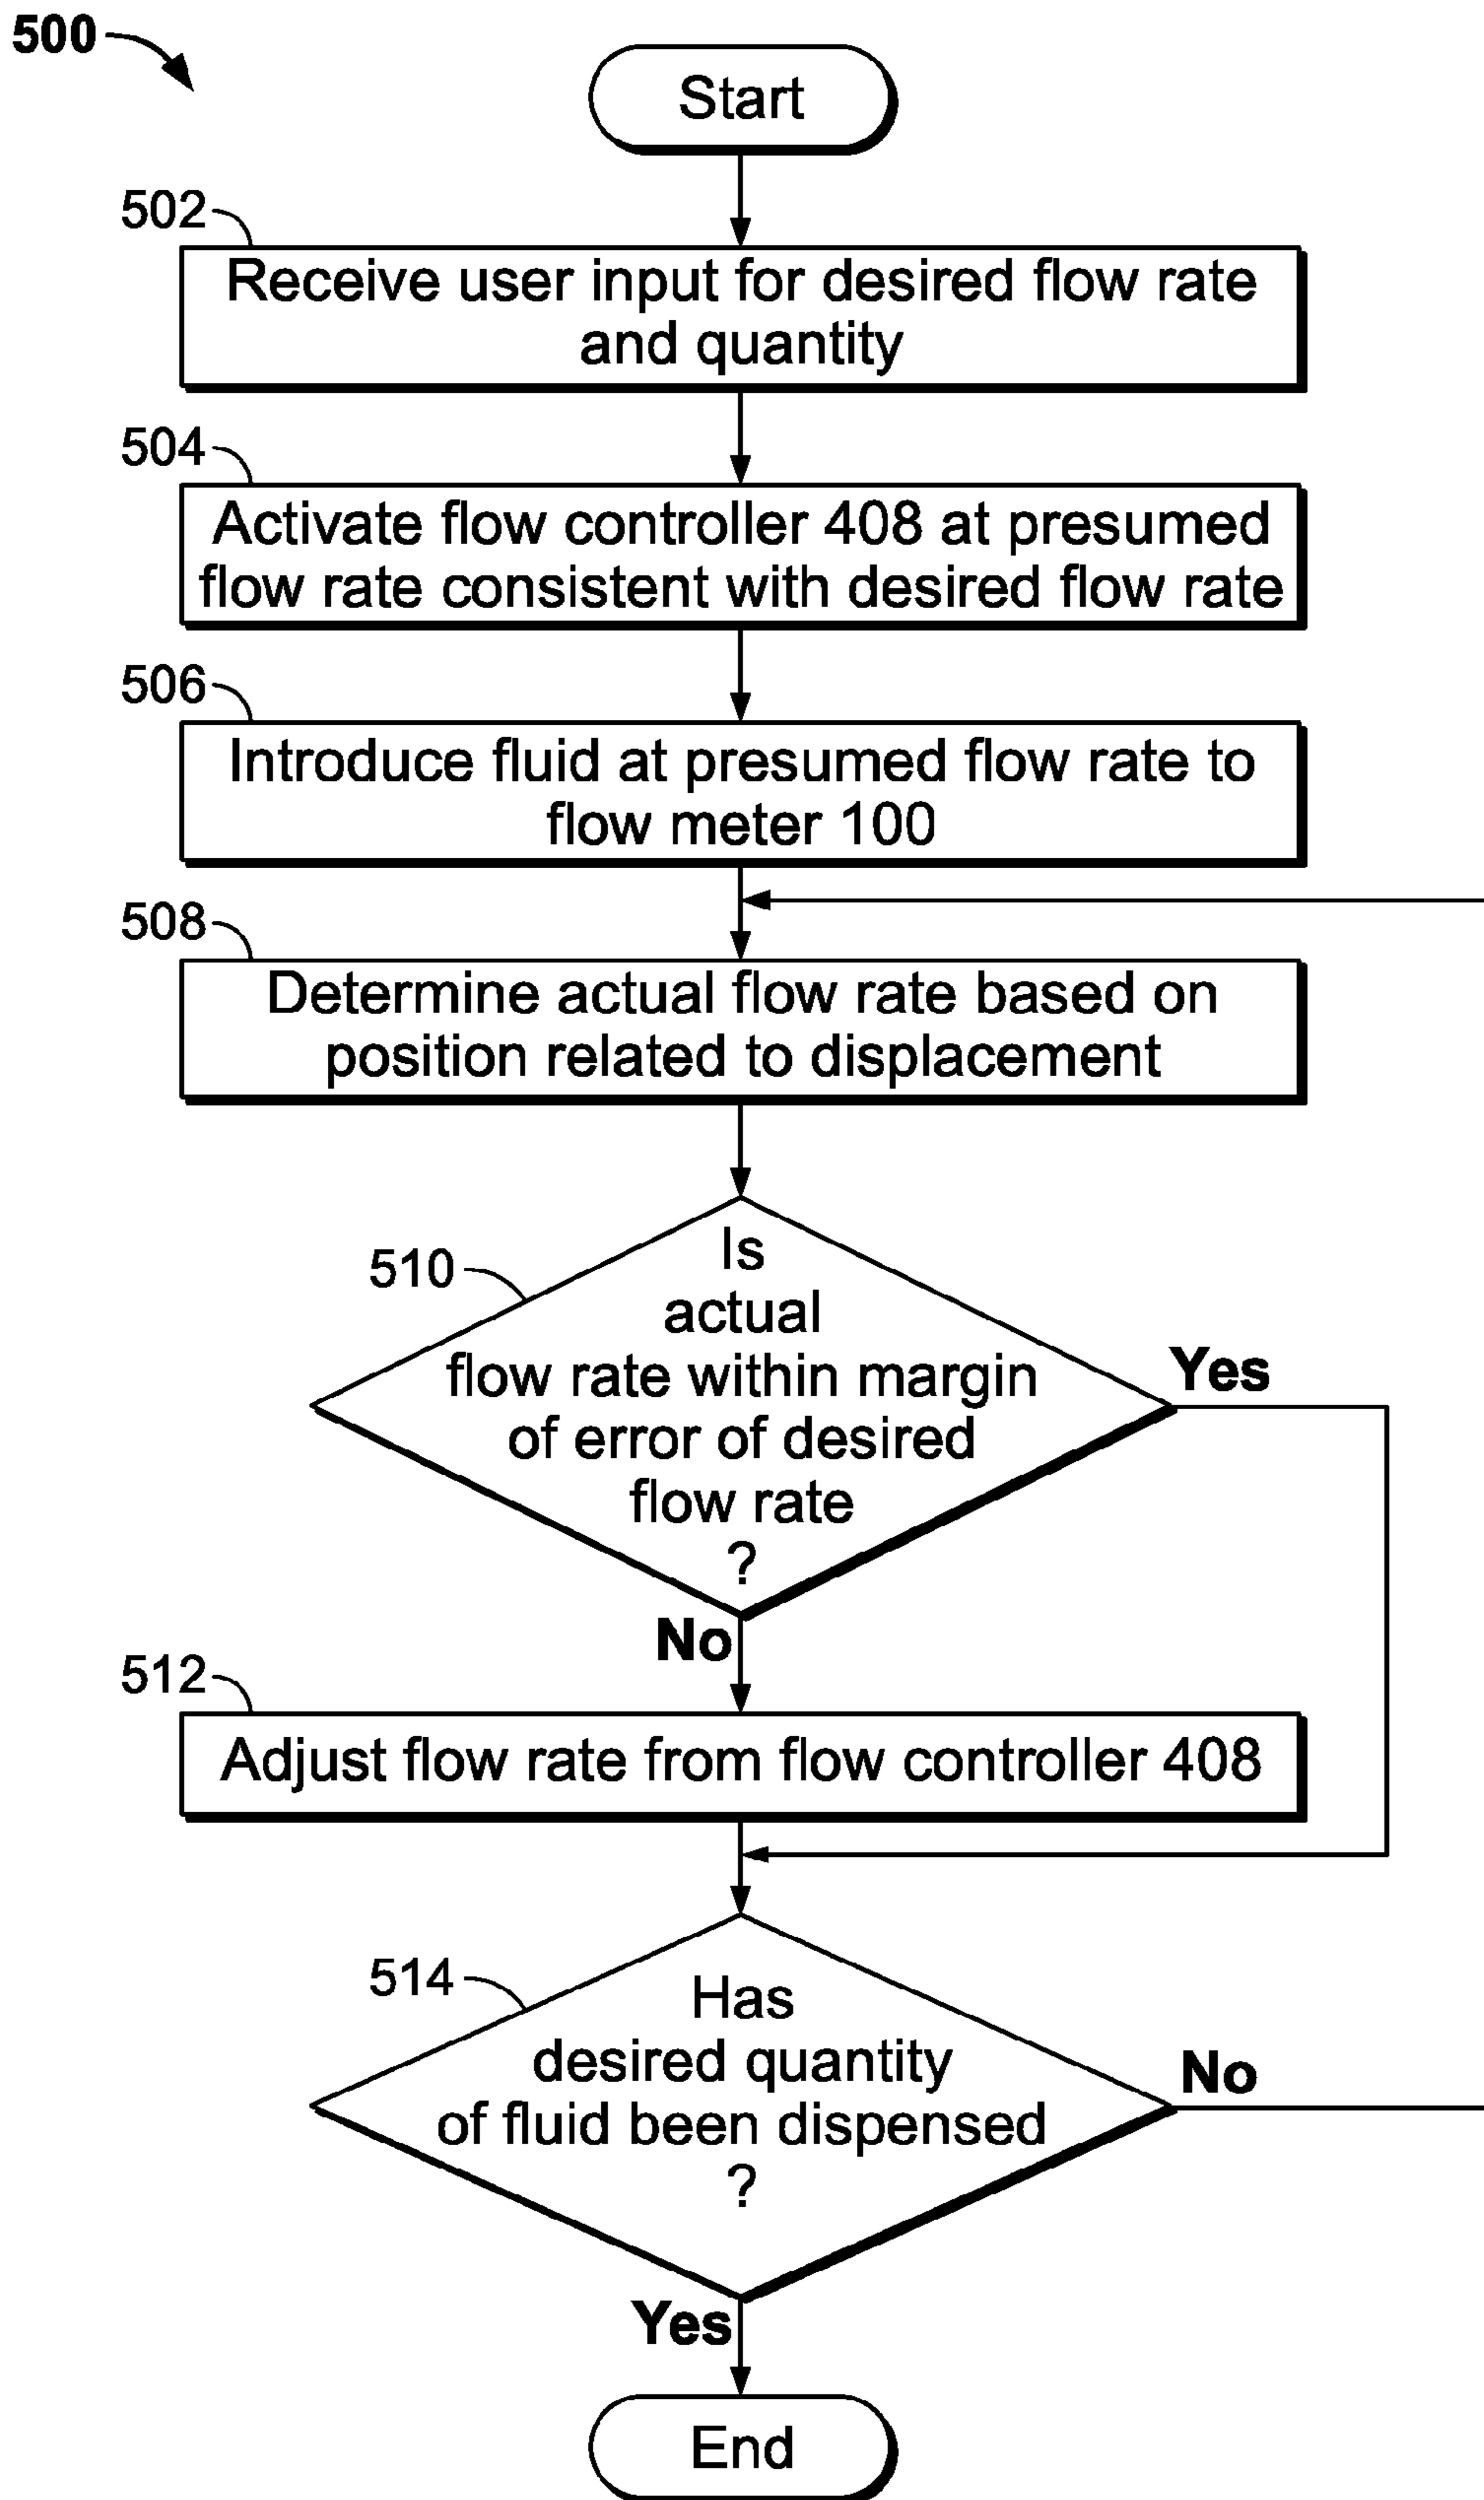 500
Start
502
Receive user input for desired flow rate
and quantity
504
Activate flow controller 408 at presumed
flow rate consistent with desired flow rate
506
Introduce fluid at presumed flow rate to
flow meter 100
508
Determine actual flow rate based on
position related to displacement
510
Is
actual
flow rate within margin
of error of desired
flow rate
?
Yes
No
512
Adjust flow rate from flow controller 408
514
Has
desired quantity
of fluid been dispensed
?
No
Yes
End